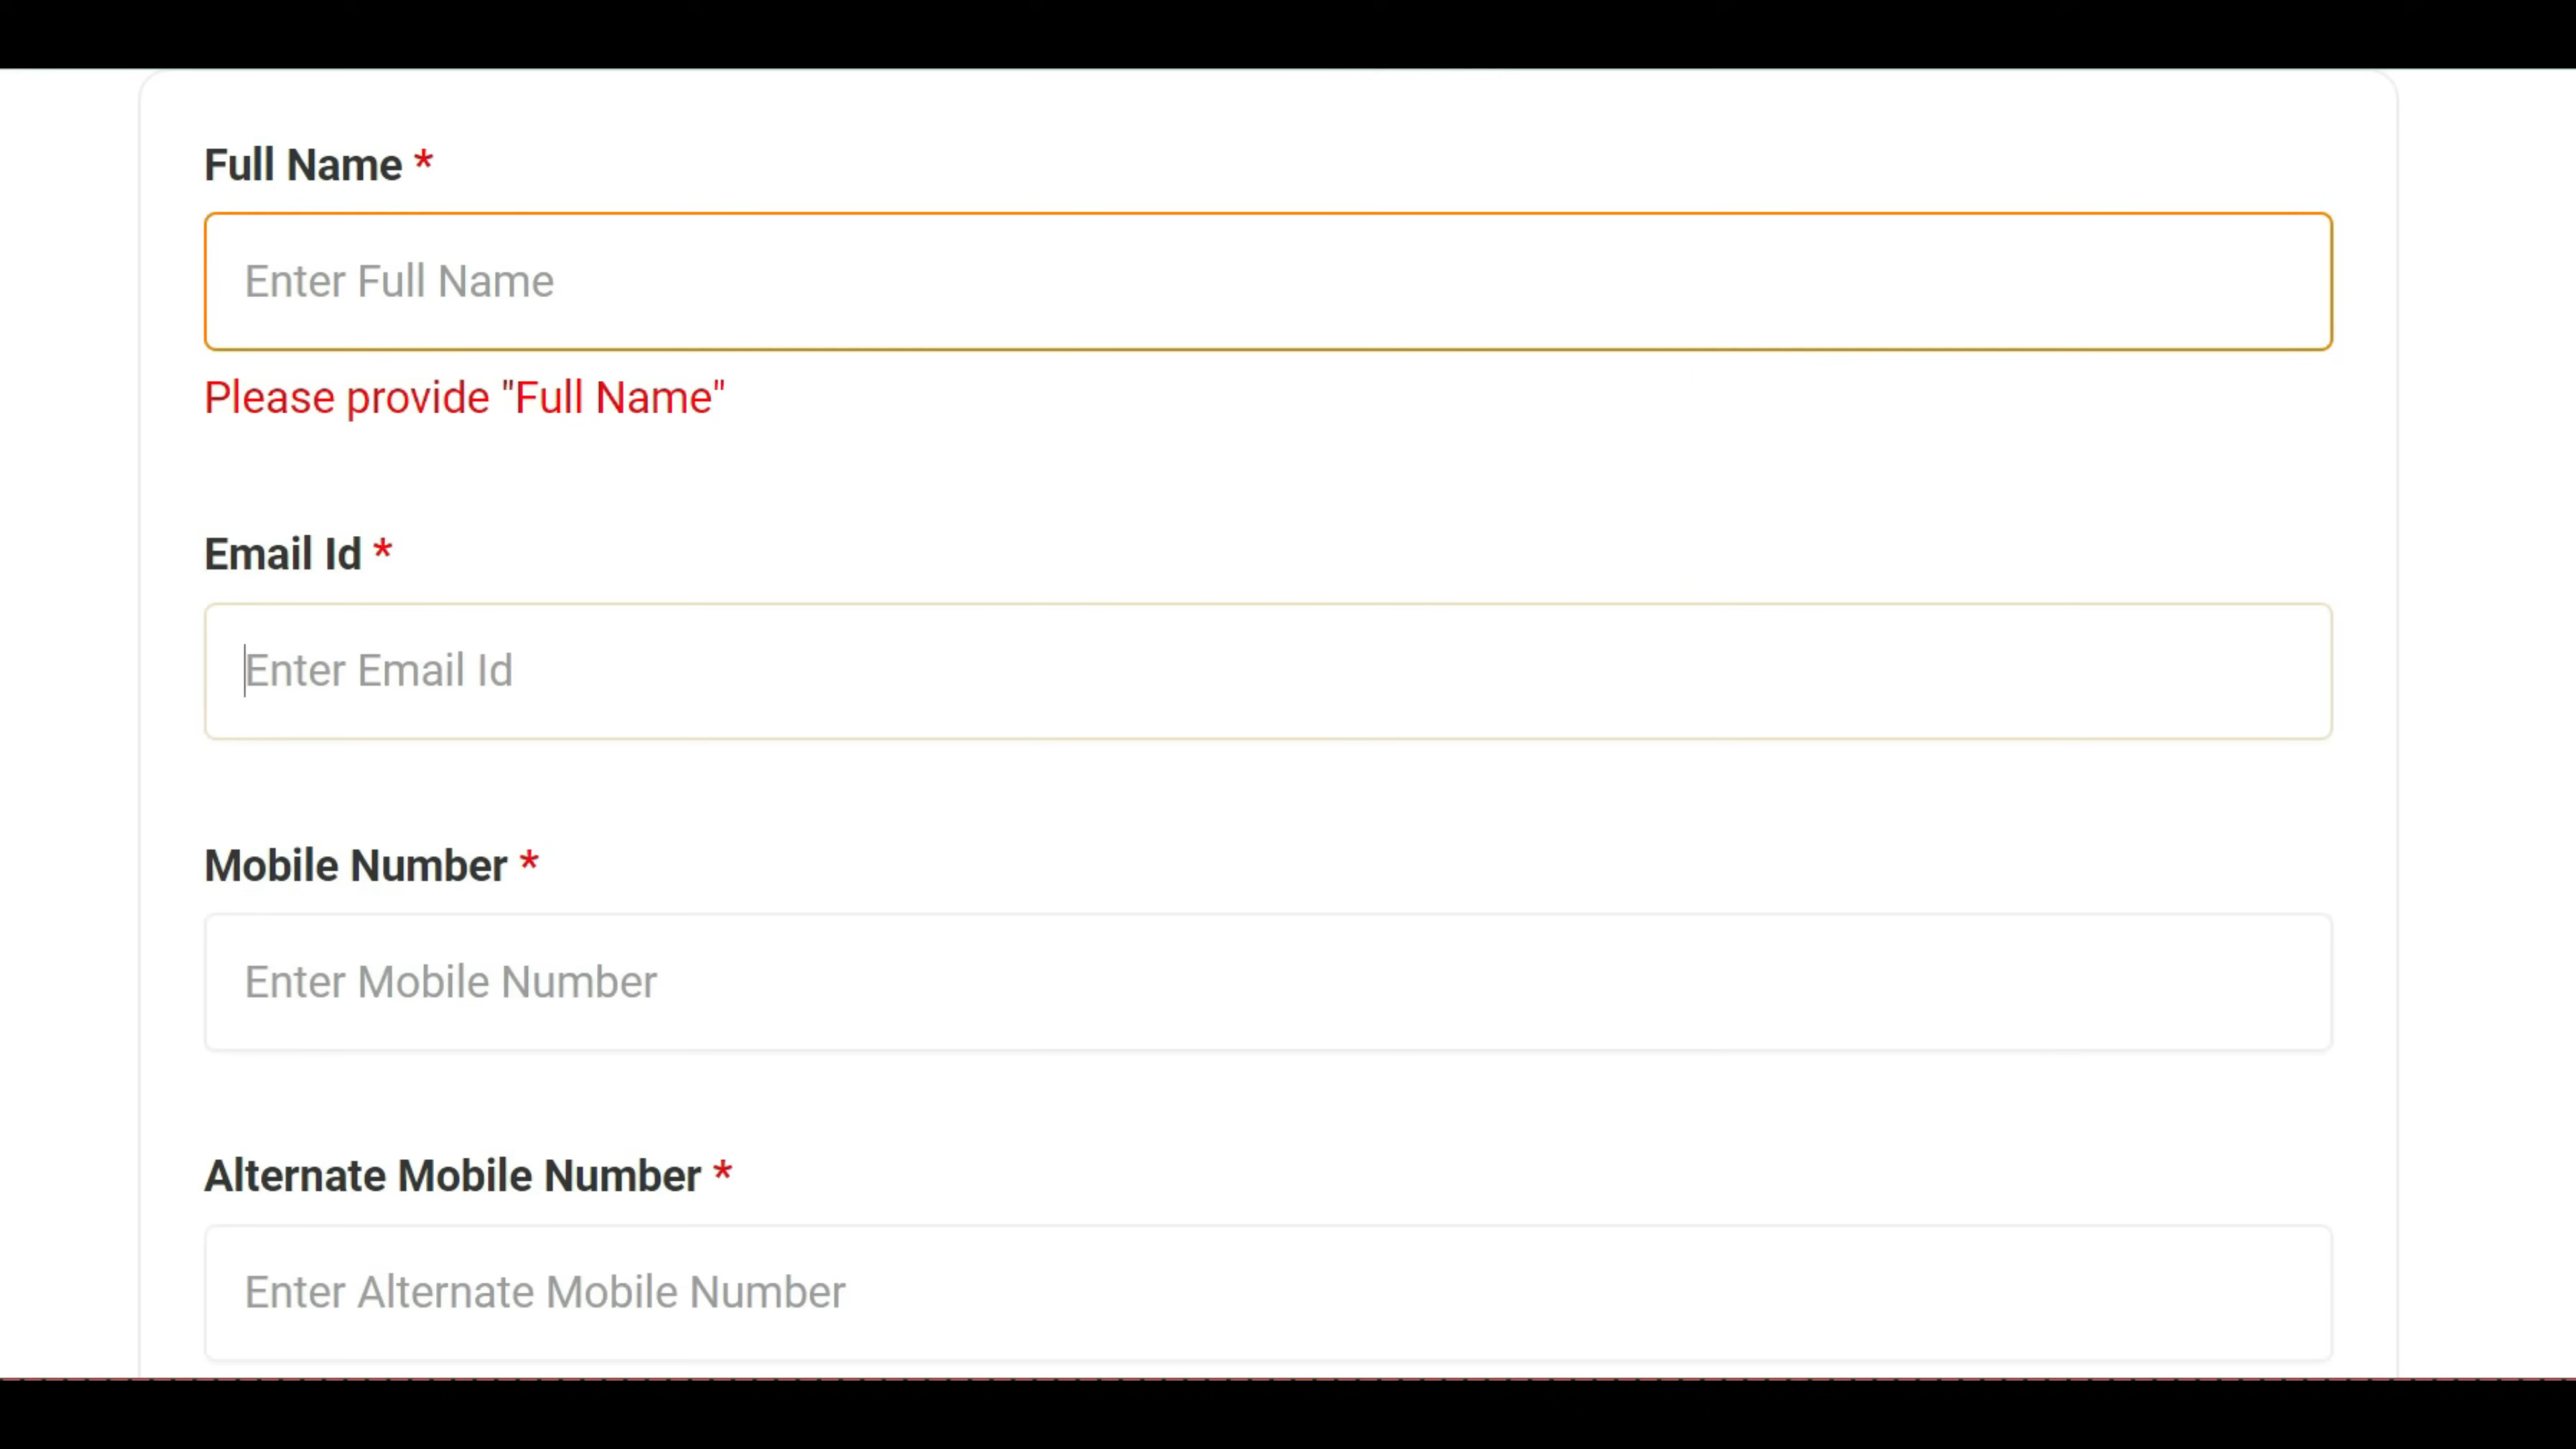 Full Name *
Enter Full Name
Please provide "Full Name"
Email Id *
Enter Email Id
Mobile Number *
Enter Mobile Number
Alternate Mobile Number *
Enter Alternate Mobile Number